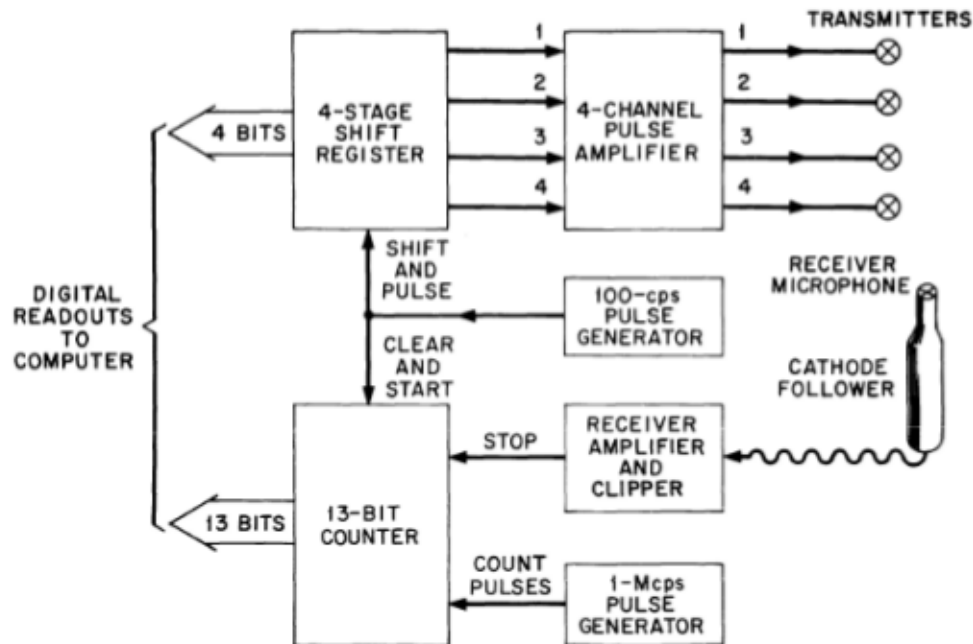 TRANSMITTERS
1
2
3
4
4-STAGE
SHIFT
REGISTER
4-CHANNEL
PULSE
AMPLIFIER
1
2
3
4
4 BITS
SHIFT
AND
PULSE
DIGITAL
READOUTS
TO
COMPUTER
100-cps
PULSE
GENERATOR
CLEAR
AND
START
RECEIVER
MICROPHONE
CATHODE
FOLLOWER
STOP
RECEIVER
AMPLIFIER
AND
CLIPPER
13 BITS
13-BIT
COUNTER
COUNT
PULSES
1-Mcps
PULSE
GENERATOR